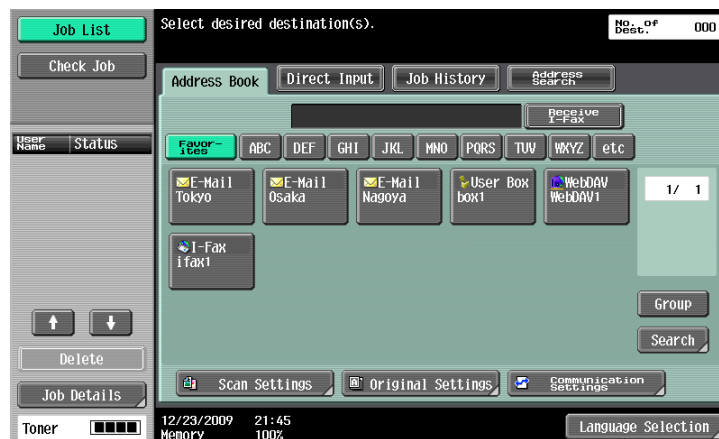 Job List
Check Job
User Name Status
Delete
Job Details
Toner
Select desired destination(s).
No. of Dest. 000
Address Book Direct Input Job History Address Search
Receive I-Fax
Favor-ites ABC DEF GHI JKL MNO PQRS TUV WXYZ etc
E-Mail E-Mail E-Mail User Box WebDAV
Tokyo Osaka Nagoya box1 WebDAV1
1/ 1
I-Fax
ifax1
Group
Search
Scan Settings Original Settings Communication Settings
12/23/2009 21:45
Memory 100%
Language Selection